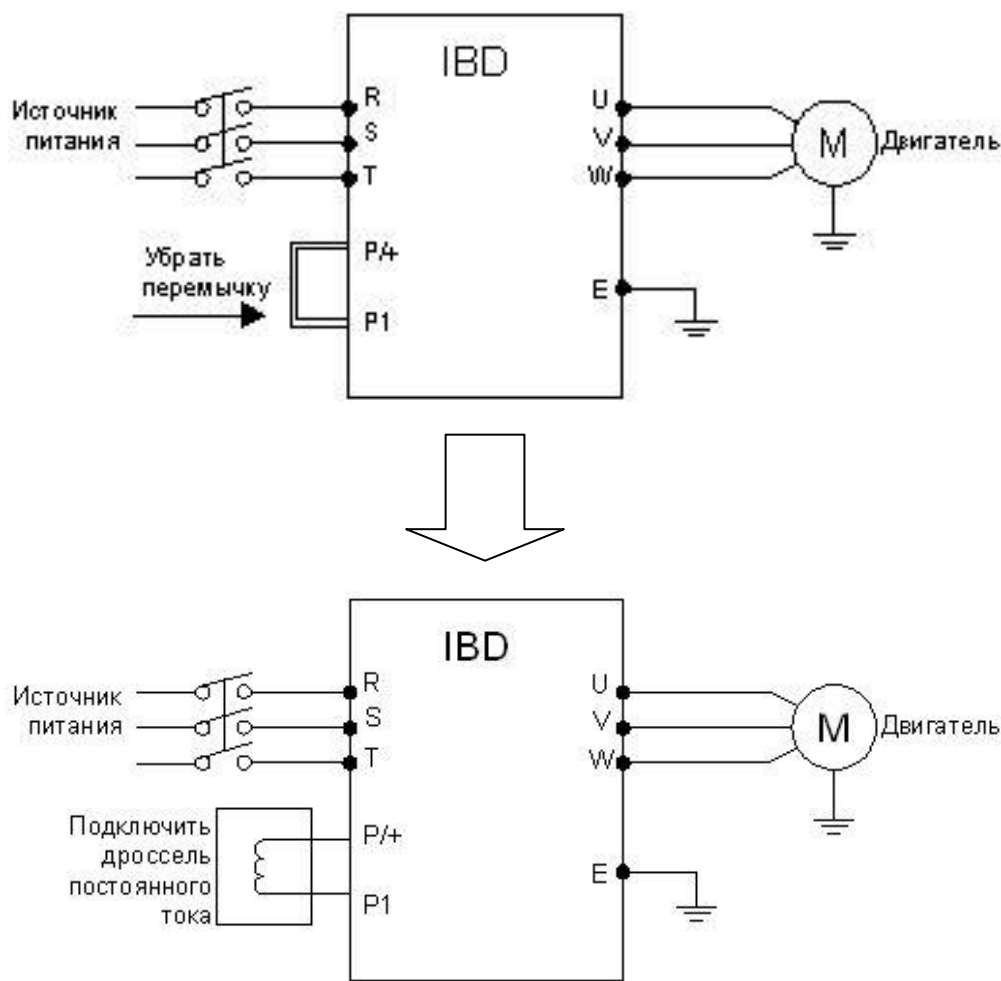 IBD
Источник
питания
R
S
T
U
V
W
M
Двигатель
Убрать
перемычку
P/+
P1
E
IBD
Источник
питания
R
S
T
U
V
W
M
Двигатель
Подключить
дроссель
постоянного
тока
P/+
P1
E